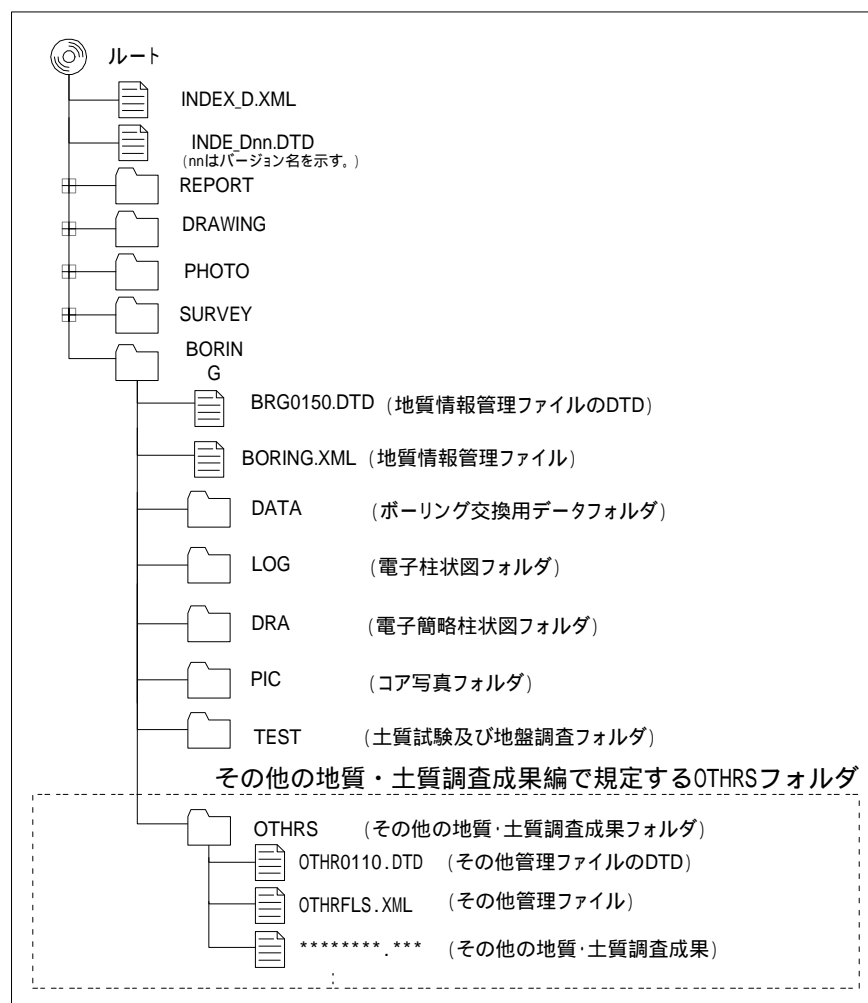 ルート
INDEX_D.XML
INDE_Dnn.DTD
(nnはバージョン名を示す。)
REPORT
DRAWING
PHOTO
SURVEY
BORIN
G
BRG0150.DTD (地質情報管理ファイルのDTD)
BORING.XML (地質情報管理ファイル)
DATA (ボーリング交換用データフォルダ)
LOG (電子柱状図フォルダ)
DRA (電子簡略柱状図フォルダ)
PIC (コア写真フォルダ)
TEST (土質試験及び地盤調査フォルダ)
その他の地質・土質調査成果編で規定するOTHRSフォルダ
OTHRS (その他の地質・土質調査成果フォルダ)
OTHR0110.DTD (その他管理ファイルのDTD)
OTHRFLS.XML (その他管理ファイル)
********.*** (その他の地質・土質調査成果)
: